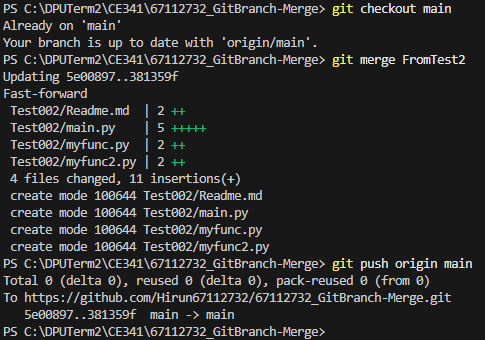 PS C:\DPUTerm2\CE341\67112732_GitBranch-Merge> git checkout main
Already on 'main'
Your branch is up to date with 'origin/main'.
PS C:\DPUTerm2\CE341\67112732_GitBranch-Merge> git merge FromTest2
Updating 5e00897..381359f
Fast-forward
 Test002/Readme.md  | 2 ++
 Test002/main.py    | 5 +++++
 Test002/myfunc.py  | 2 ++
 Test002/myfunc2.py | 2 ++
 4 files changed, 11 insertions(+)
 create mode 100644 Test002/Readme.md
 create mode 100644 Test002/main.py
 create mode 100644 Test002/myfunc.py
 create mode 100644 Test002/myfunc2.py
PS C:\DPUTerm2\CE341\67112732_GitBranch-Merge> git push origin main
Total 0 (delta 0), reused 0 (delta 0), pack-reused 0 (from 0)
To https://github.com/Hirun67112732/67112732_GitBranch-Merge.git
   5e00897..381359f  main -> main
PS C:\DPUTerm2\CE341\67112732_GitBranch-Merge>